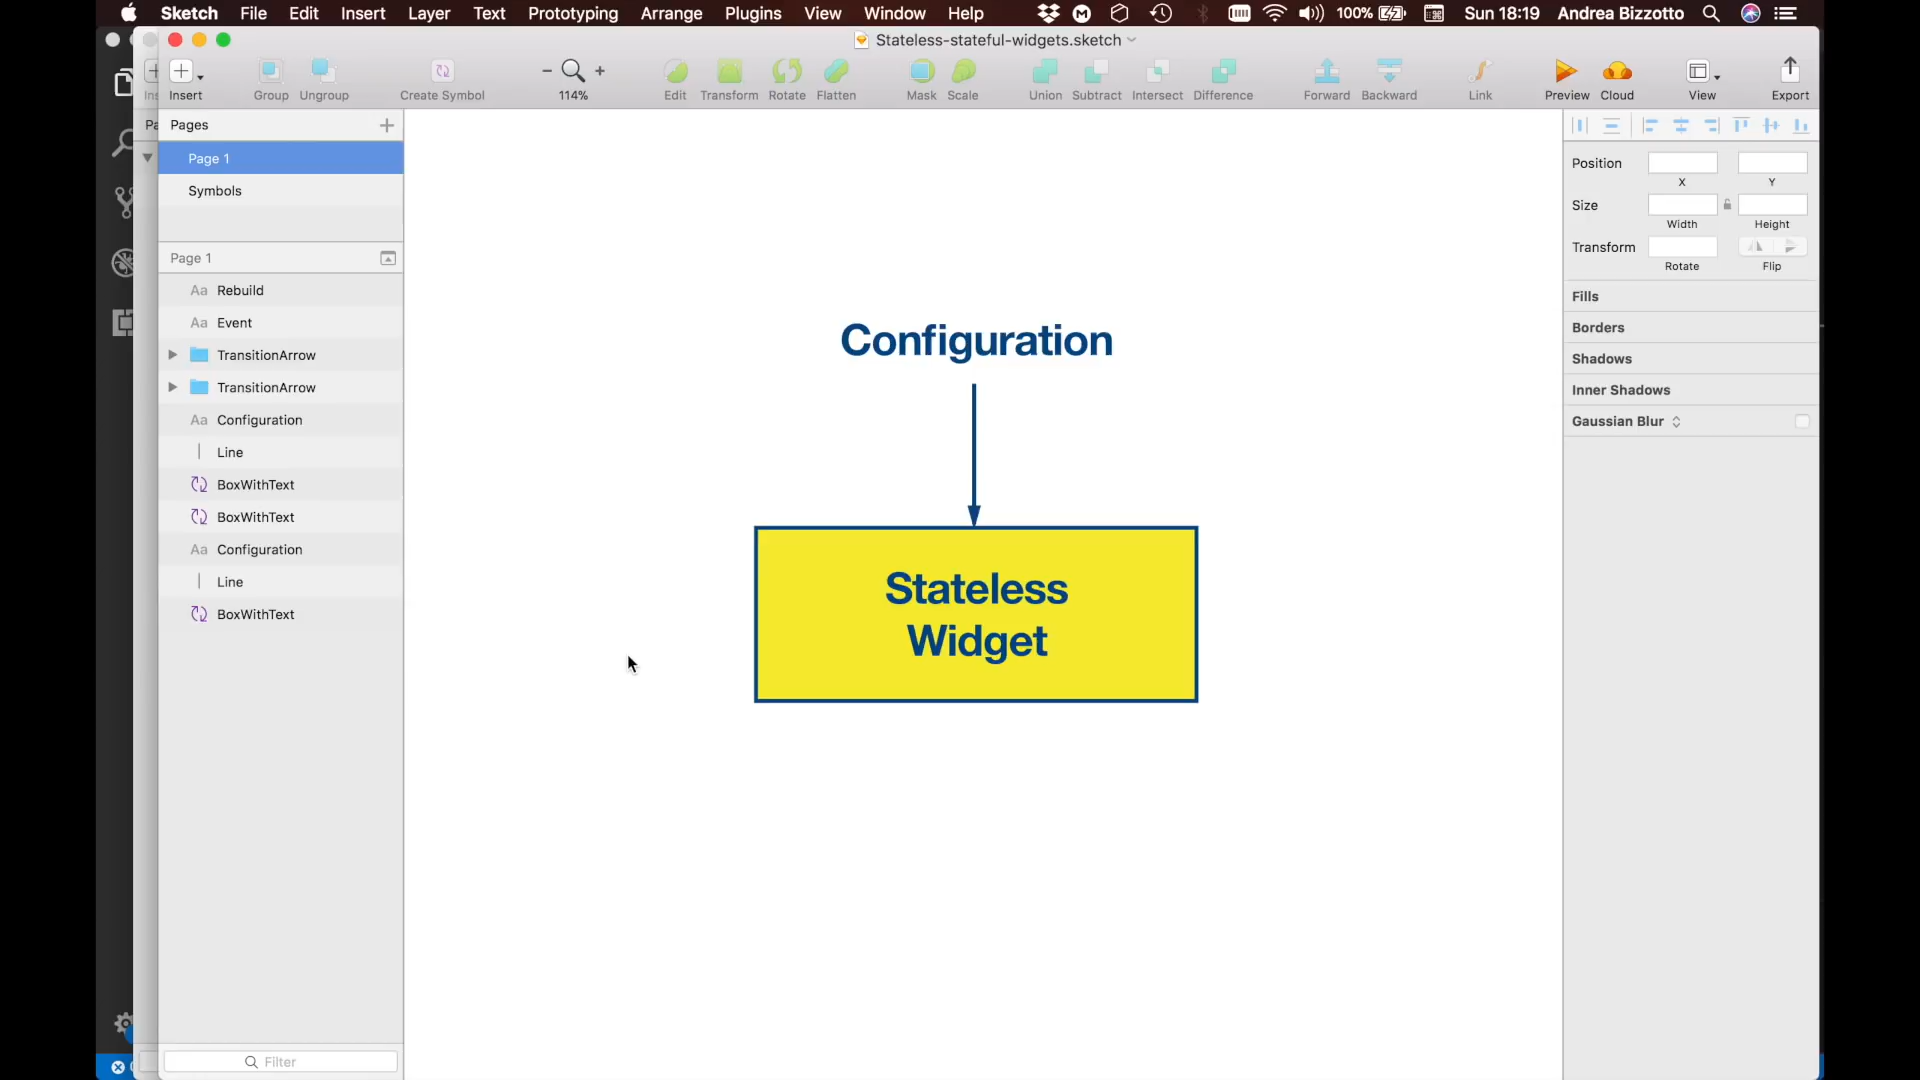 Sketch File Edit Insert Layer Text Prototyping Arrange Plugins View Window Help 100% Sun 18:19 Andrea Bizzotto
Stateless-stateful-widgets.sketch
114%
Insert Group Ungroup Create Symbol Edit Transform Rotate Flatten Mask Scale Union Subtract Intersect Difference Forward Backward Link Preview Cloud View Export
Pages
Page 1
Symbols
Page 1
Rebuild
Event
TransitionArrow
TransitionArrow
Aa Configuration
Line
BoxWithText
BoxWithText
Aa Configuration
Line
BoxWithText
Filter
Configuration
Stateless
Widget
Position
X Y
Size
Width Height
Transform
Rotate Flip
Fills
Borders
Shadows
Inner Shadows
Gaussian Blur